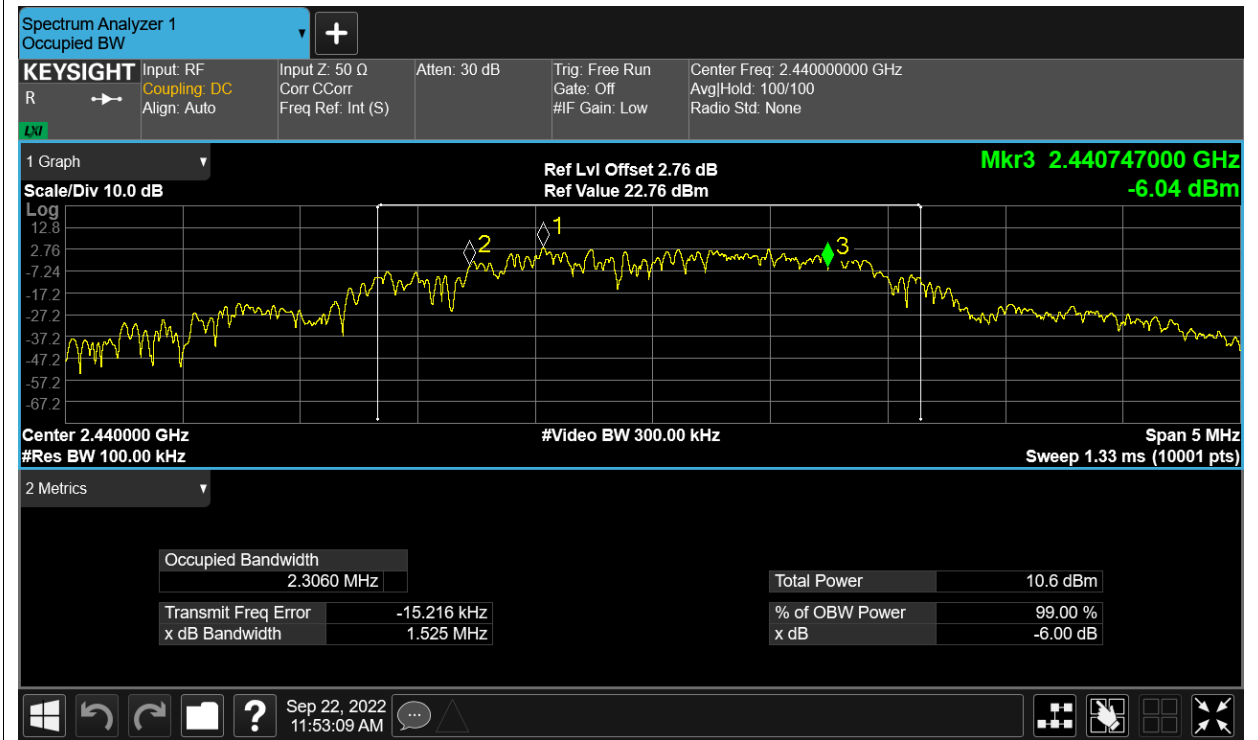 Spectrum Analyzer 1
Occupied BW
KEYSIGHT
R
LXI
Input: RF
Coupling: DC
Align: Auto
Input Z: 50 Ω
Corr CCorr
Freq Ref: Int (S)
Atten: 30 dB
Trig: Free Run
Gate: Off
#IF Gain: Low
Center Freq: 2.440000000 GHz
Avg|Hold: 100/100
Radio Std: None
1 Graph
Scale/Div 10.0 dB
Ref Lvl Offset 2.76 dB
Ref Value 22.76 dBm
Mkr3 2.440747000 GHz
-6.04 dBm
Log
12.8
2.76
-7.24
-17.2
-27.2
-37.2
-47.2
-57.2
-67.2
2
1
3
Center 2.440000 GHz
#Res BW 100.00 kHz
#Video BW 300.00 kHz
Span 5 MHz
Sweep 1.33 ms (10001 pts)
2 Metrics
Occupied Bandwidth
2.3060 MHz
Transmit Freq Error -15.216 kHz
x dB Bandwidth 1.525 MHz
Total Power 10.6 dBm
% of OBW Power 99.00 %
x dB -6.00 dB
?
Sep 22, 2022
11:53:09 AM